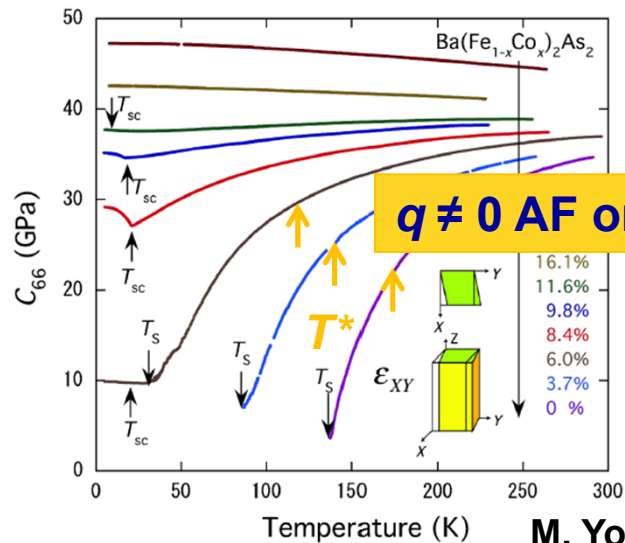 Ba(Fe₁₋ₓCoₓ)₂As₂
60
50
40
30
20
10
0
C₆₆ (GPa)
Tsc
Tsc
Tsc
Tsc
Ts
Ts
Ts
q ≠ 0 AF or
T*
16.1%
11.6%
9.8%
8.4%
6.0%
3.7%
0 %
Y
X
Z
Y
X
εXY
0
50
100
150
200
250
300
Temperature (K)
M. Yo